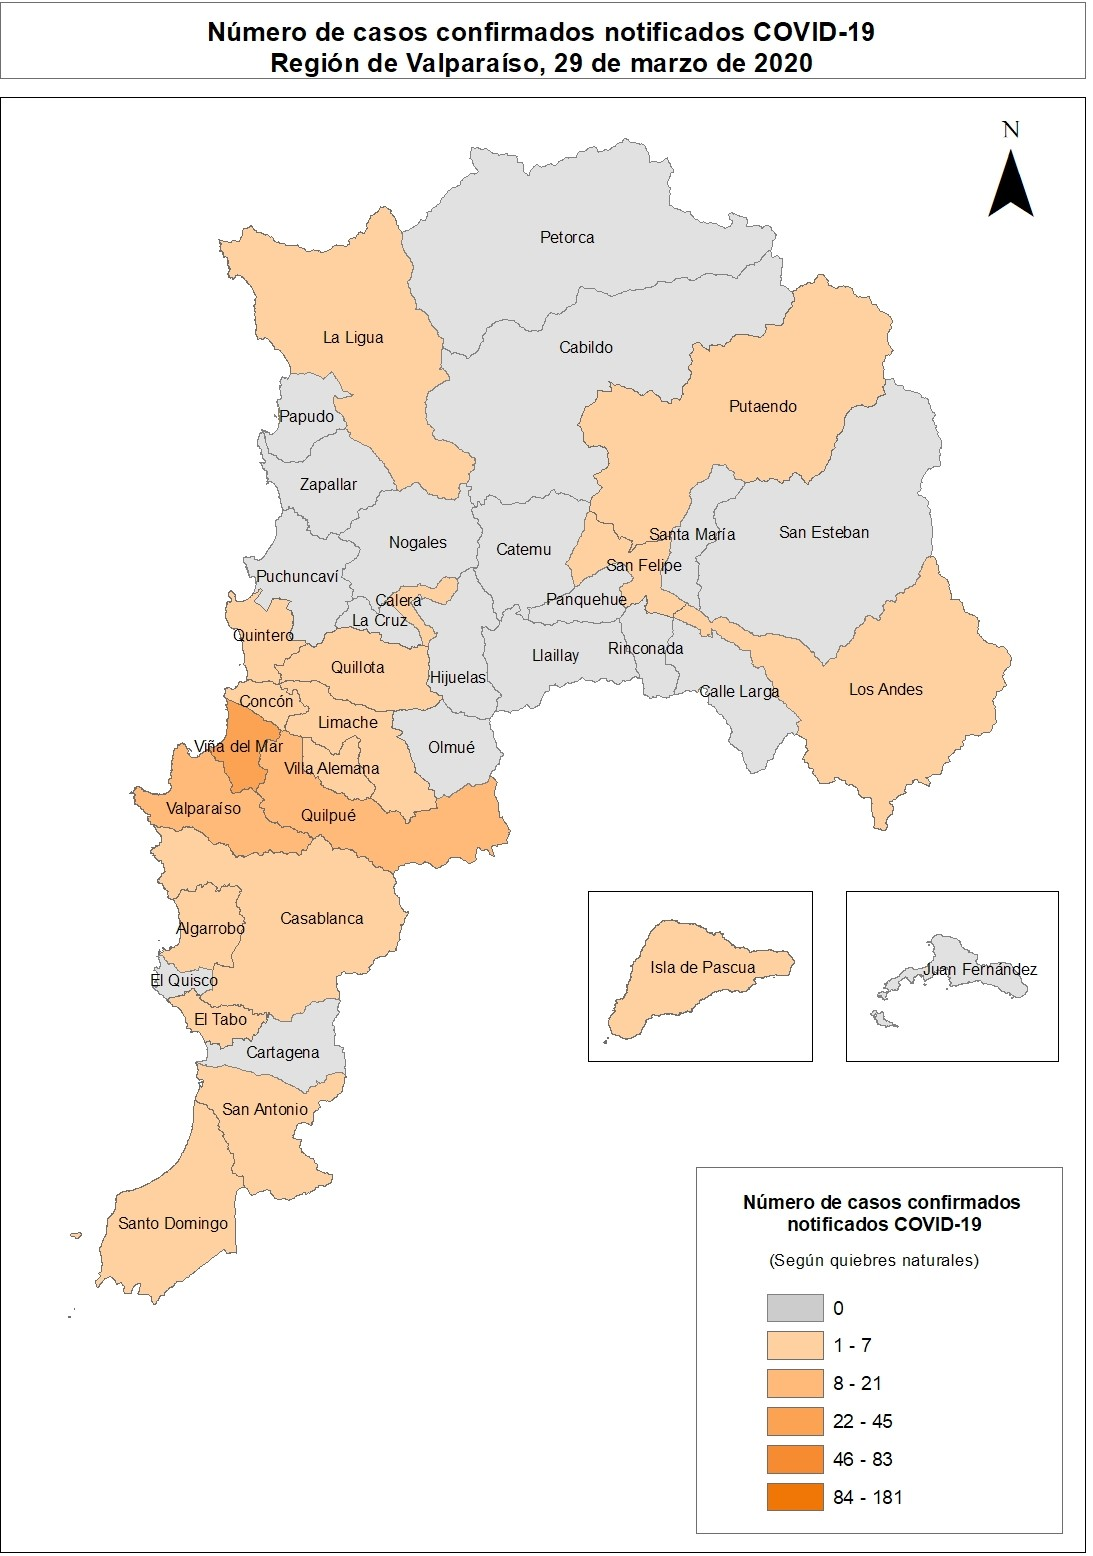 Número de casos confirmados notificados COVID-19
Región de Valparaíso, 29 de marzo de 2020
N
Petorca
La Ligua
Cabildo
Putaendo
Papudo
Zapallar
San Esteban
Santa María
Nogales
Catemu
San Felipe
Puchuncaví
Calera
Panquehue
La Cruz
Quintero
Rinconada
Llaillay
Quillota
Hijuelas
Calle Larga
Los Andes
Concón
Limache
Viña del Mar
Olmué
Villa Alemana
Valparaíso
Quilpué
Casablanca
Algarrobo
Isla de Pascua
Juan Fernández
El Quisco
El Tabo
Cartagena
San Antonio
Santo Domingo
Número de casos confirmados
notificados COVID-19
(Según quiebres naturales)
0
1 - 7
8 - 21
22 - 45
46 - 83
84 - 181